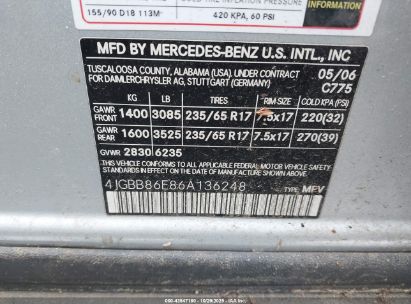 155/90 D18 113M 420 KPA, 60 PSI
INFORMATION
MFD BY MERCEDES-BENZ U.S. INTL., INC
TUSCALOOSA COUNTY, ALABAMA (USA), UNDER CONTRACT 05/06
FOR DAIMLERCHRYSLER AG, STUTTGART (GERMANY) C775
KG LB TIRES RIM SIZE COLD KPA (PSI)
GAWR FRONT 1400 3085 235/65 R17 7.5x17 220(32)
GAWR REAR 1600 3525 235/65 R17 7.5x17 270(39)
GVWR 2830 6235
THIS VEHICLE CONFORMS TO ALL APPLICABLE FEDERAL MOTOR VEHICLE SAFETY
STANDARDS IN EFFECT ON THE DATE OF MANUFACTURE SHOWN ABOVE.
4JGBB86E86A136248 TYPE MPV